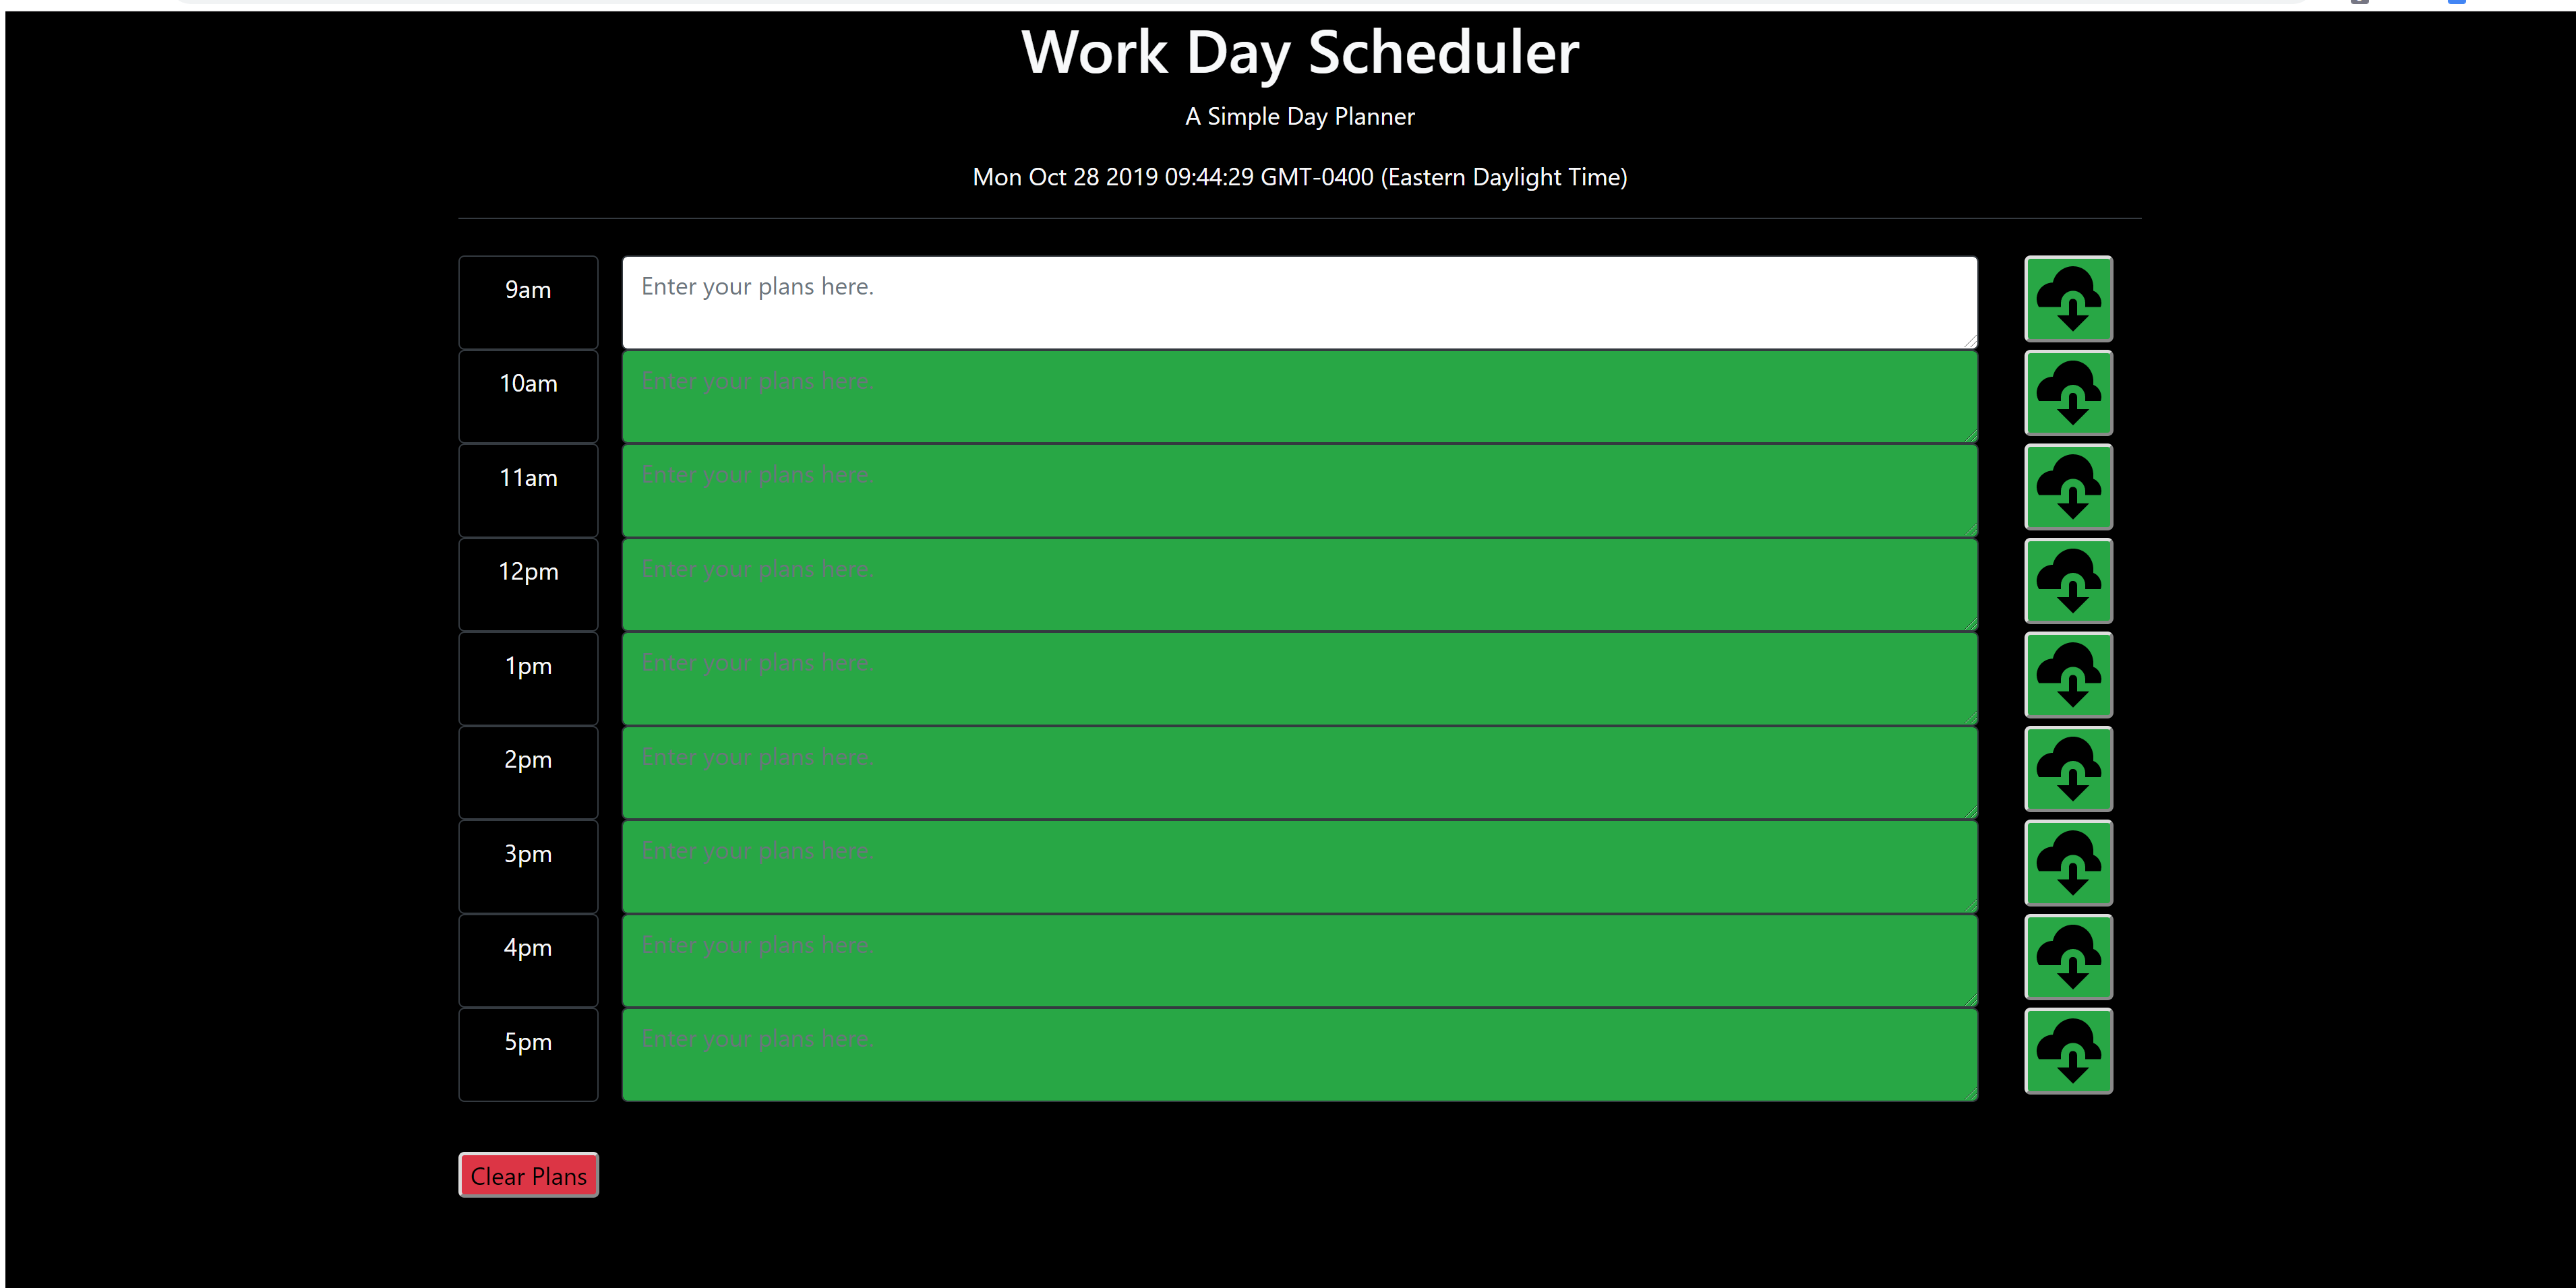 Work Day Scheduler
A Simple Day Planner
Mon Oct 28 2019 09:44:29 GMT-0400 (Eastern Daylight Time)
9am
Enter your plans here.
10am
Enter your plans here.
11am
Enter your plans here.
12pm
Enter your plans here.
1pm
Enter your plans here.
2pm
Enter your plans here.
3pm
Enter your plans here.
4pm
Enter your plans here.
5pm
Enter your plans here.
Clear Plans